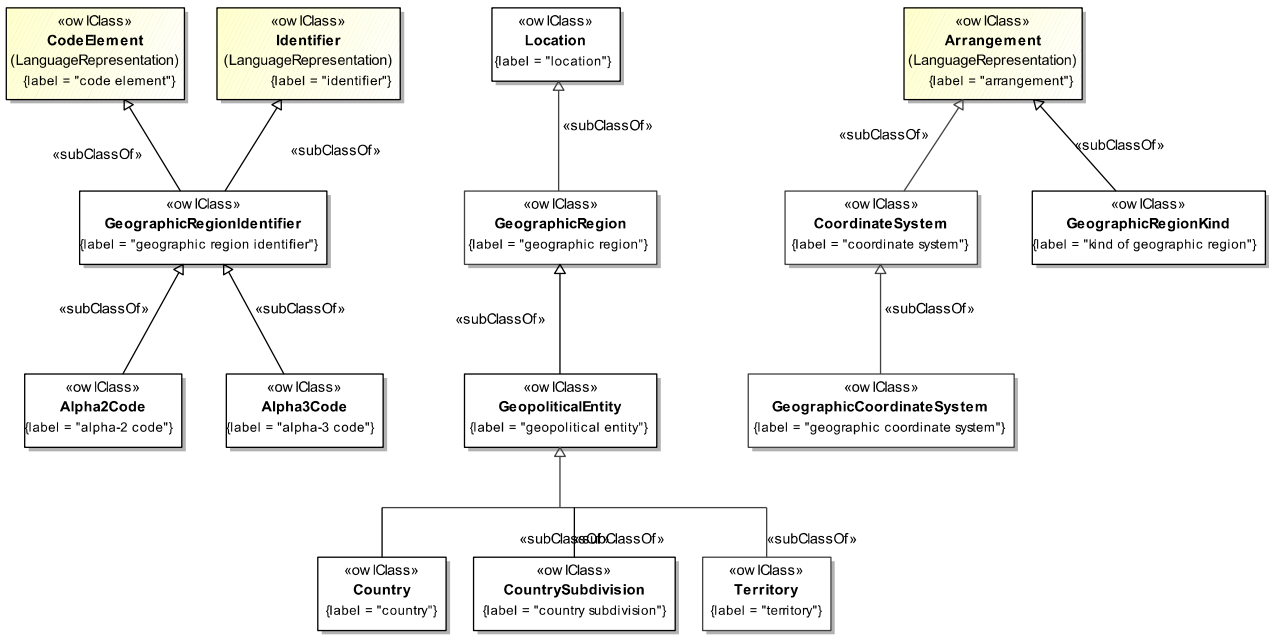 «owlClass»
CodeElement
(LanguageRepresentation)
{label = "code element"}
«owlClass»
Identifier
(LanguageRepresentation)
{label = "identifier"}
«owlClass»
Location
{label = "location"}
«owlClass»
Arrangement
(LanguageRepresentation)
{label = "arrangement"}
«subClassOf»
«subClassOf»
«subClassOf»
«subClassOf»
«subClassOf»
«owlClass»
GeographicRegionIdentifier
{label = "geographic region identifier"}
«owlClass»
GeographicRegion
{label = "geographic region"}
«owlClass»
CoordinateSystem
{label = "coordinate system"}
«owlClass»
GeographicRegionKind
{label = "kind of geographic region"}
«subClassOf»
«subClassOf»
«subClassOf»
«subClassOf»
«owlClass»
Alpha2Code
{label = "alpha-2 code"}
«owlClass»
Alpha3Code
{label = "alpha-3 code"}
«owlClass»
GeopoliticalEntity
{label = "geopolitical entity"}
«owlClass»
GeographicCoordinateSystem
{label = "geographic coordinate system"}
«subClassOf»
«subClassOf»
«subClassOf»
«owlClass»
Country
{label = "country"}
«owlClass»
CountrySubdivision
{label = "country subdivision"}
«owlClass»
Territory
{label = "territory"}